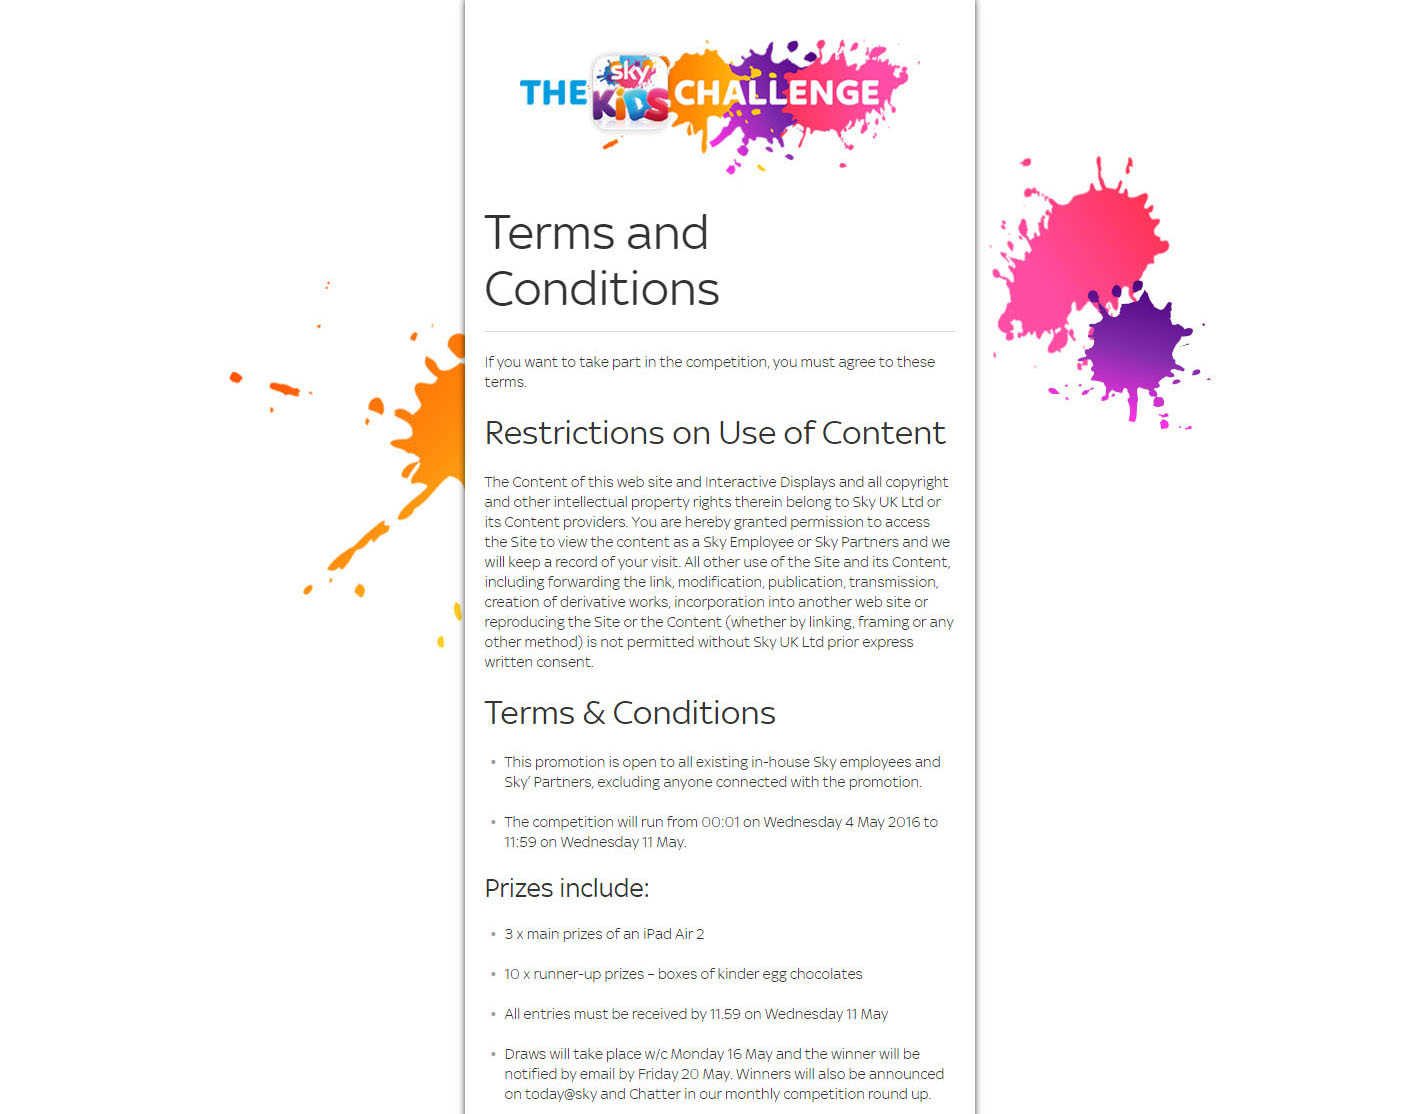 THE sky KiDS CHALLENGE
Terms and
Conditions
If you want to take part in the competition, you must agree to these
terms.
Restrictions on Use of Content
The Content of this web site and Interactive Displays and all copyright
and other intellectual property rights therein belong to Sky UK Ltd or
its Content providers. You are hereby granted permission to access
the Site to view the content as a Sky Employee or Sky Partners and we
will keep a record of your visit. All other use of the Site and its Content,
including forwarding the link, modification, publication, transmission,
creation of derivative works, incorporation into another web site or
reproducing the Site or the Content (whether by linking, framing or any
other method) is not permitted without Sky UK Ltd prior express
written consent.
Terms & Conditions
• This promotion is open to all existing in-house Sky employees and
Sky’ Partners, excluding anyone connected with the promotion.
• The competition will run from 00:01 on Wednesday 4 May 2016 to
11:59 on Wednesday 11 May.
Prizes include:
• 3 x main prizes of an iPad Air 2
• 10 x runner-up prizes – boxes of kinder egg chocolates
• All entries must be received by 11.59 on Wednesday 11 May
• Draws will take place w/c Monday 16 May and the winner will be
notified by email by Friday 20 May. Winners will also be announced
on today@sky and Chatter in our monthly competition round up.